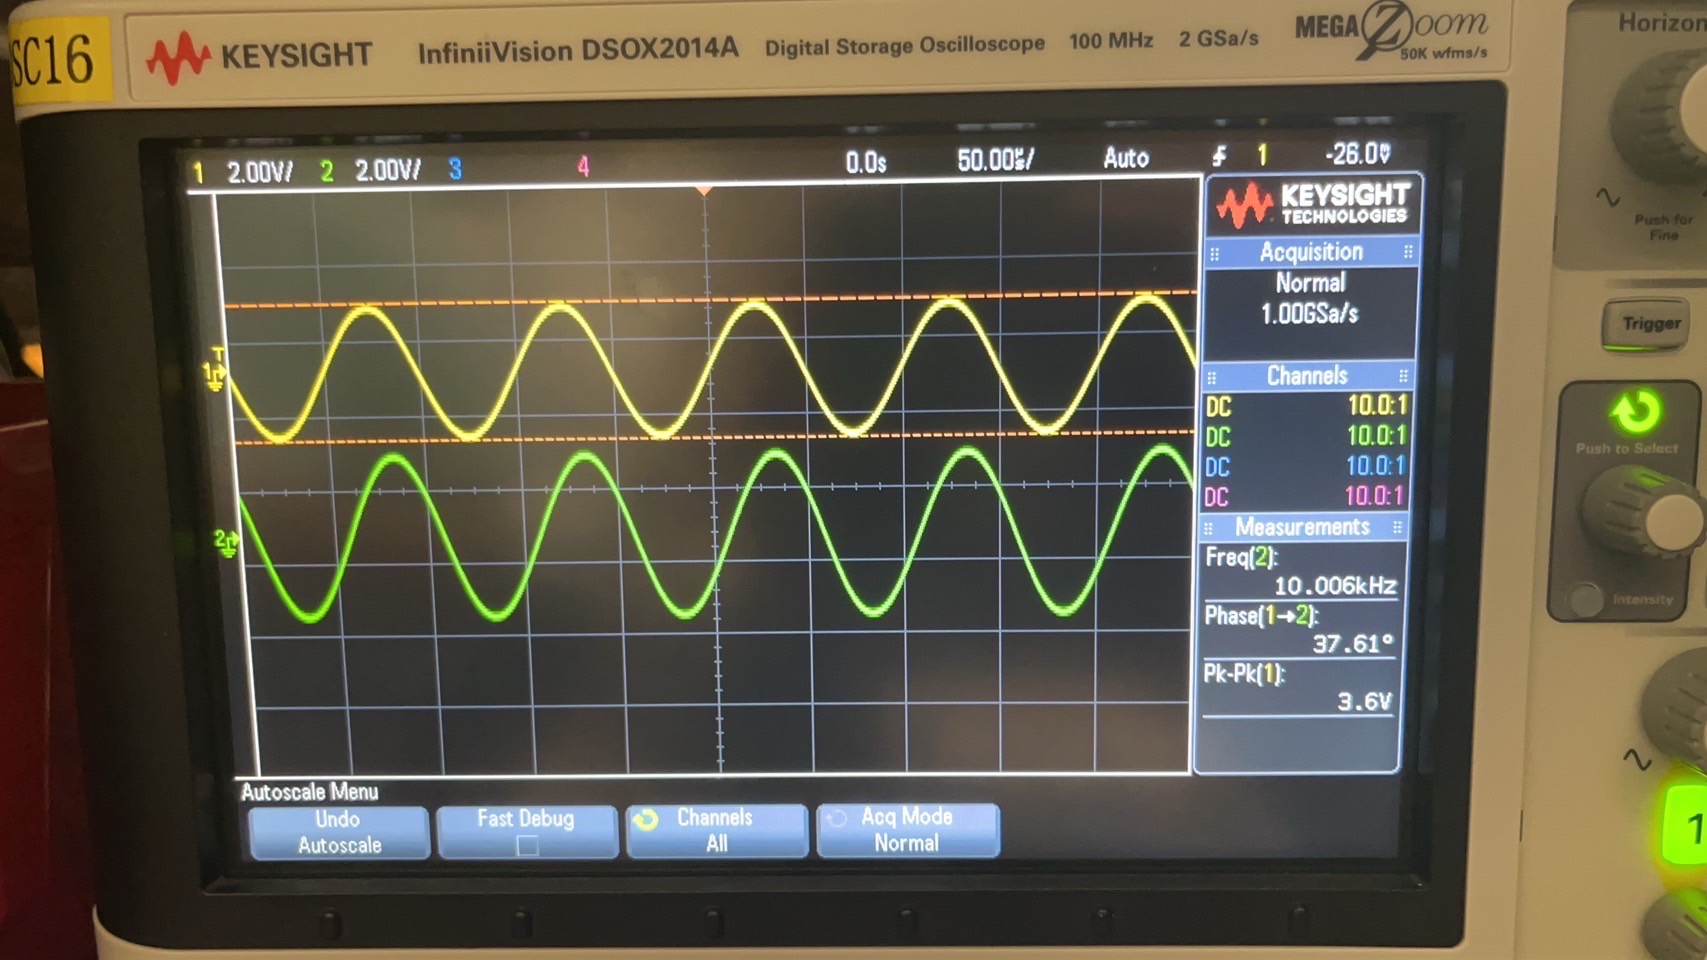 SC16
KEYSIGHT InfiniiVision DSOX2014A Digital Storage Oscilloscope 100 MHz 2 GSa/s MEGA Zoom
50K wfms/s
Horizon
1 2.00V/ 2 2.00V/ 3 4 0.0s 50.00µs/ Auto 1 -26.0V
KEYSIGHT
TECHNOLOGIES
Push for
Fine
Acquisition
Normal
1.00GSa/s
Trigger
Channels
DC 10.0:1
DC 10.0:1
DC 10.0:1
DC 10.0:1
Push to Select
T
1
2
Measurements
Freq(2):
10.006kHz
Phase(1→2):
37.61°
Pk-Pk(1):
3.6V
Intensity
Autoscale Menu
Undo
Autoscale
Fast Debug
Channels
All
Acq Mode
Normal
1